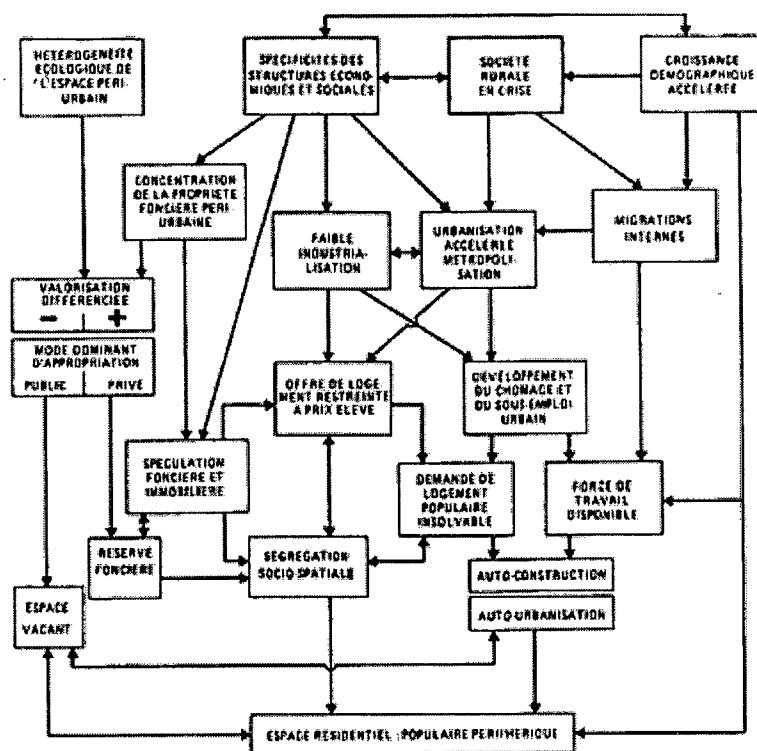 HETEROGENEITE
ECOLOGIQUE DE
L'ESPACE PERI-
URBAIN
SPECIFICITES DES
STRUCTURES ECONO-
MIQUES ET SOCIALES
SOCIETE
RURALE
EN CRISE
CROISSANCE
DEMOGRAPHIQUE
ACCELEREE
CONCENTRATION
DE LA PROPRIETE
FONCIERE PERI-
URBAINE
FAIBLE
INDUSTRIA-
LISATION
URBANISATION
ACCELEREE
METROPOLI-
SATION
MIGRATIONS
INTERNES
VALORISATION
DIFFERENCIEE
− +
MODE DOMINANT
D'APPROPRIATION
PUBLIC PRIVE
OFFRE DE LOGE-
MENT RESTREINTE
A PRIX ELEVE
DEVELOPPEMENT
DU CHOMAGE ET
DU SOUS-EMPLOI
URBAIN
SPECULATION
FONCIERE ET
IMMOBILIERE
DEMANDE DE
LOGEMENT
POPULAIRE
INSOLVABLE
FORZE DE
TRAVAIL
DISPONIBLE
RESERVE
FONCIERE
SEGREGATION
SOCIO-SPATIALE
AUTO-CONSTRUCTION
AUTO-URBANISATION
ESPACE
VACANT
ESPACE RESIDENTIEL : POPULAIRE PERIPHERIQUE